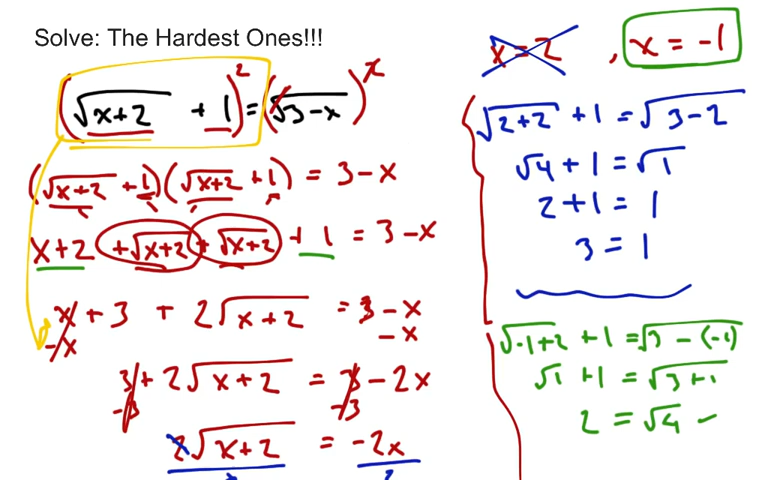 Solve: The Hardest Ones!!!
(√(x+2) + 1)² = (√(3-x))²
(√(x+2) + 1)(√(x+2) + 1) = 3-x
x+2 +√(x+2) + √(x+2) + 1 = 3-x
x + 3 + 2√(x+2) = 3-x
-x -x
3 + 2√(x+2) = 3 - 2x
-3 -3
2√(x+2) = -2x
x = 2 , x = -1
√(2+2) + 1 = √(3-2)
√4 + 1 = √1
2 + 1 = 1
3 = 1
√(-1+2) + 1 = √(3-(-1))
√1 + 1 = √(3+1)
2 = √4